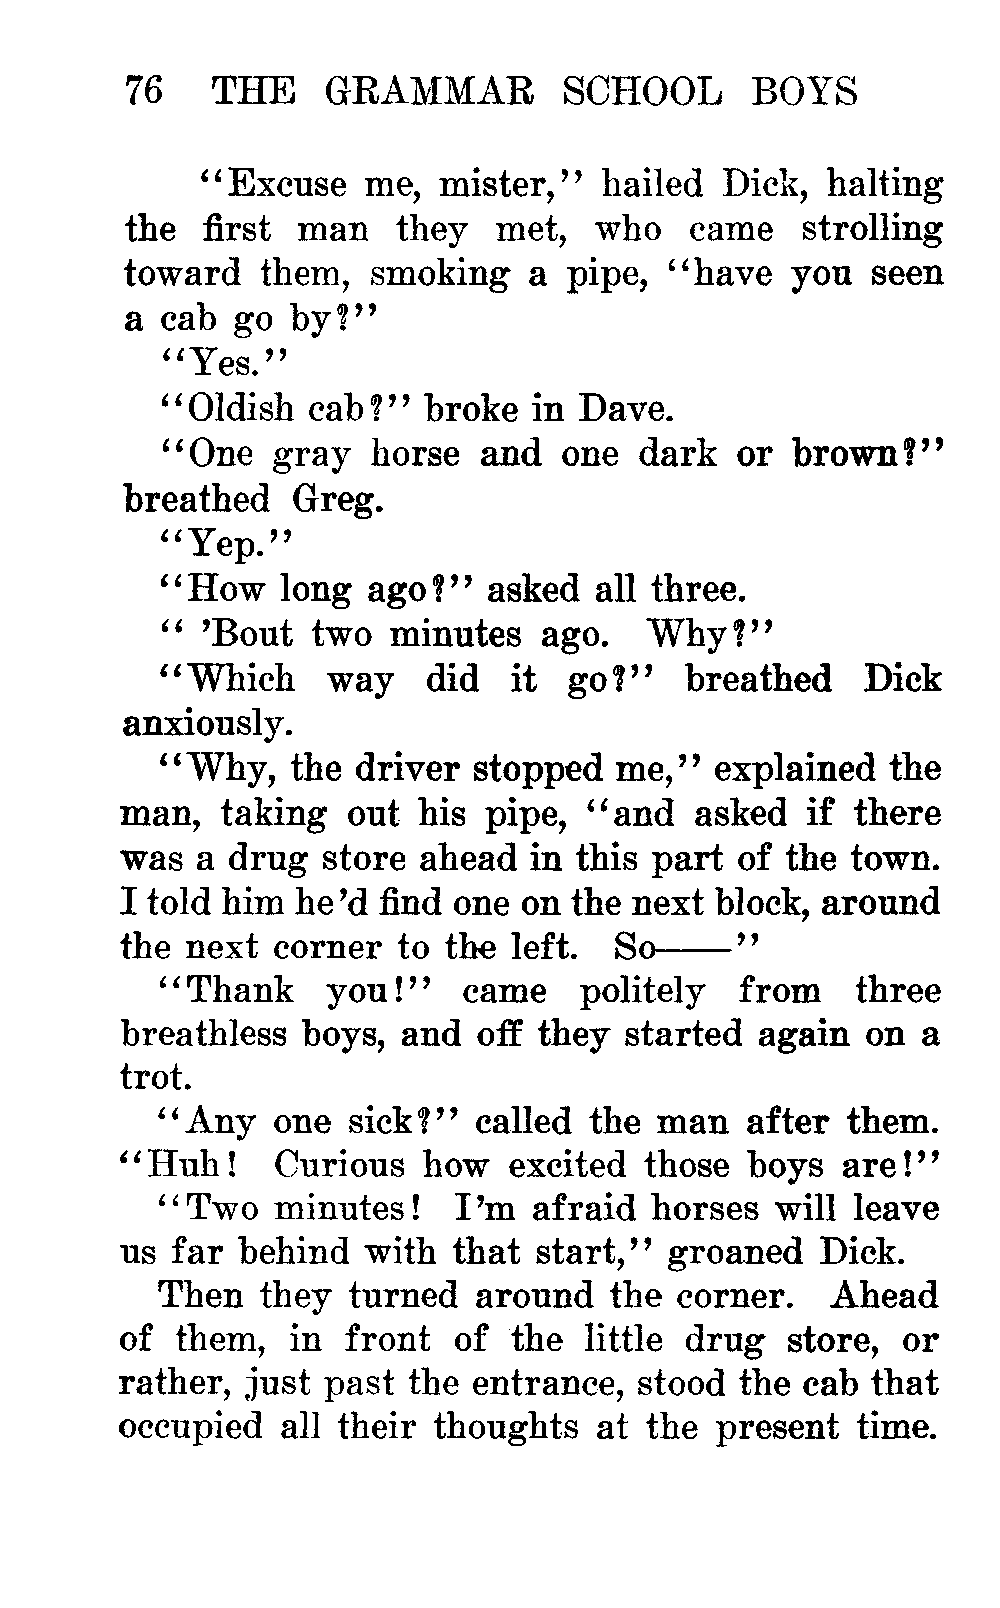 76 THE GRAMMAR SCHOOL BOYS
“Excuse me, mister,” hailed Dick, halting
the first man they met, who came strolling
toward them, smoking a pipe, “have you seen
a cab go by?”
“Yes.”
“Oldish cab?” broke in Dave.
“One gray horse and one dark or brown?”
breathed Greg.
“Yep.”
“How long ago?” asked all three.
“ ’Bout two minutes ago. Why?”
“Which way did it go?” breathed Dick
anxiously.
“Why, the driver stopped me,” explained the
man, taking out his pipe, “and asked if there
was a drug store ahead in this part of the town.
I told him he’d find one on the next block, around
the next corner to the left. So——”
“Thank you!” came politely from three
breathless boys, and off they started again on a
trot.
“Any one sick?” called the man after them.
“Huh! Curious how excited those boys are!”
“Two minutes! I’m afraid horses will leave
us far behind with that start,” groaned Dick.
Then they turned around the corner. Ahead
of them, in front of the little drug store, or
rather, just past the entrance, stood the cab that
occupied all their thoughts at the present time.